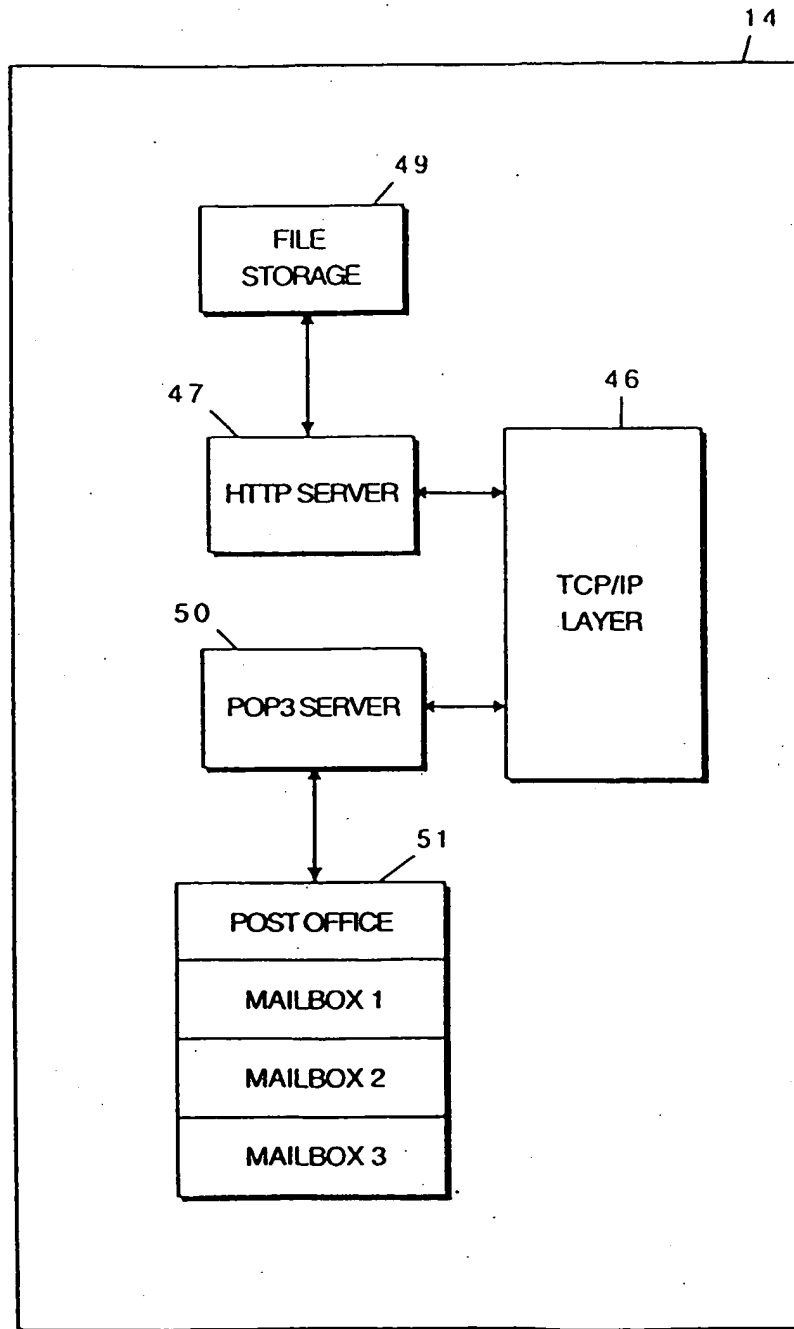 14
49
FILE
STORAGE
47
46
HTTP SERVER
TCP/IP
LAYER
50
POP3 SERVER
51
POST OFFICE
MAILBOX 1
MAILBOX 2
MAILBOX 3